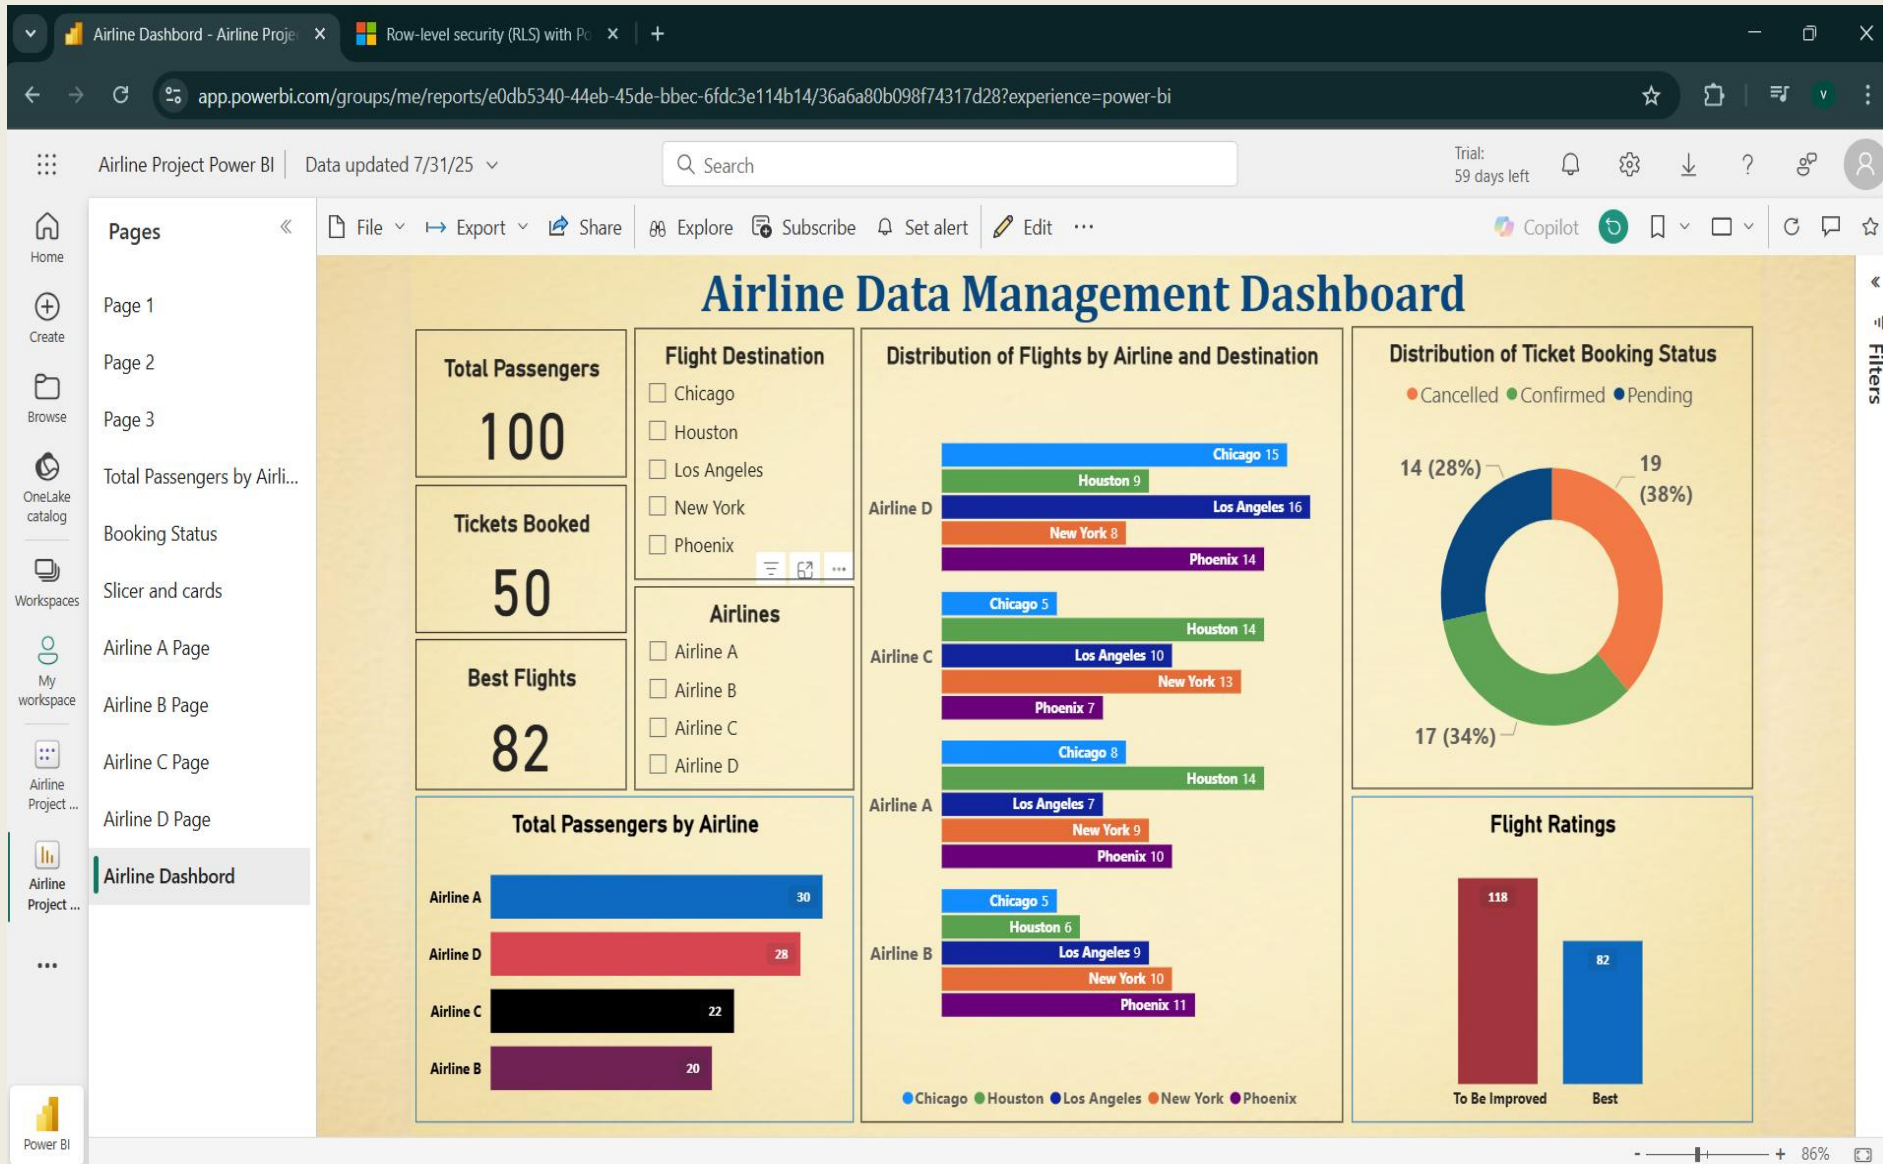 Airline Dashbord - Airline Proje
Row-level security (RLS) with Po
app.powerbi.com/groups/me/reports/e0db5340-44eb-45de-bbec-6fdc3e114b14/36a6a80b098f74317d28?experience=power-bi
V
Airline Project Power BI
Data updated 7/31/25
Search
Trial:
59 days left
Home
Create
Browse
OneLake
catalog
Workspaces
My
workspace
Airline
Project ...
Airline
Project ...
Power BI
Pages
Page 1
Page 2
Page 3
Total Passengers by Airli...
Booking Status
Slicer and cards
Airline A Page
Airline B Page
Airline C Page
Airline D Page
Airline Dashbord
File
Export
Share
Explore
Subscribe
Set alert
Edit
Copilot
Filters
Airline Data Management Dashboard
Total Passengers
100
Tickets Booked
50
Best Flights
82
Flight Destination
Chicago
Houston
Los Angeles
New York
Phoenix
Airlines
Airline A
Airline B
Airline C
Airline D
Total Passengers by Airline
Airline A 30
Airline D 28
Airline C 22
Airline B 20
Distribution of Flights by Airline and Destination
Airline D
Chicago 15
Houston 9
Los Angeles 16
New York 8
Phoenix 14
Airline C
Chicago 5
Houston 14
Los Angeles 10
New York 13
Phoenix 7
Airline A
Chicago 8
Houston 14
Los Angeles 7
New York 9
Phoenix 10
Airline B
Chicago 5
Houston 6
Los Angeles 9
New York 10
Phoenix 11
Chicago Houston Los Angeles New York Phoenix
Distribution of Ticket Booking Status
Cancelled Confirmed Pending
14 (28%)
19
(38%)
17 (34%)
Flight Ratings
118
82
To Be Improved
Best
- + 86%